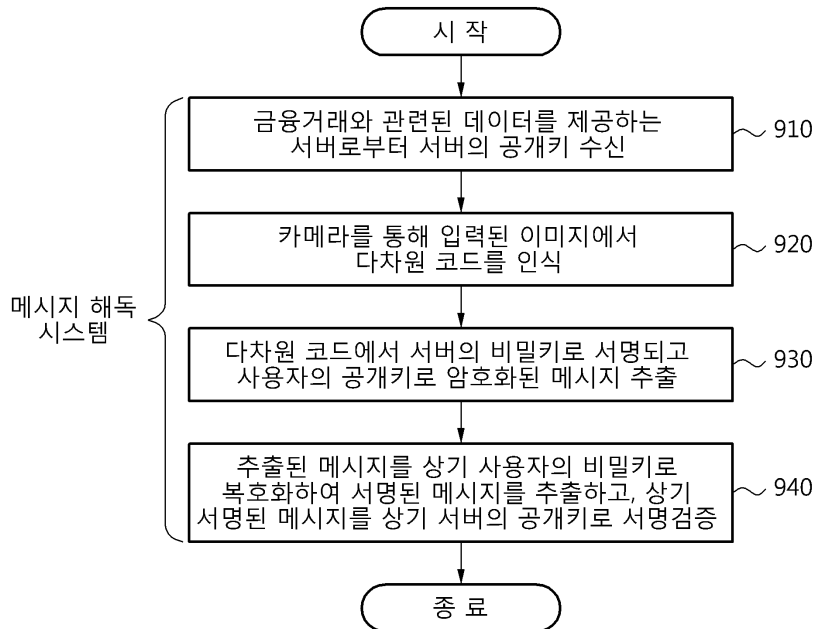 시 작
금융거래와 관련된 데이터를 제공하는
서버로부터 서버의 공개키 수신
910
카메라를 통해 입력된 이미지에서
다차원 코드를 인식
920
메시지 해독
시스템
다차원 코드에서 서버의 비밀키로 서명되고
사용자의 공개키로 암호화된 메시지 추출
930
추출된 메시지를 상기 사용자의 비밀키로
복호화하여 서명된 메시지를 추출하고, 상기
서명된 메시지를 상기 서버의 공개키로 서명검증
940
종 료